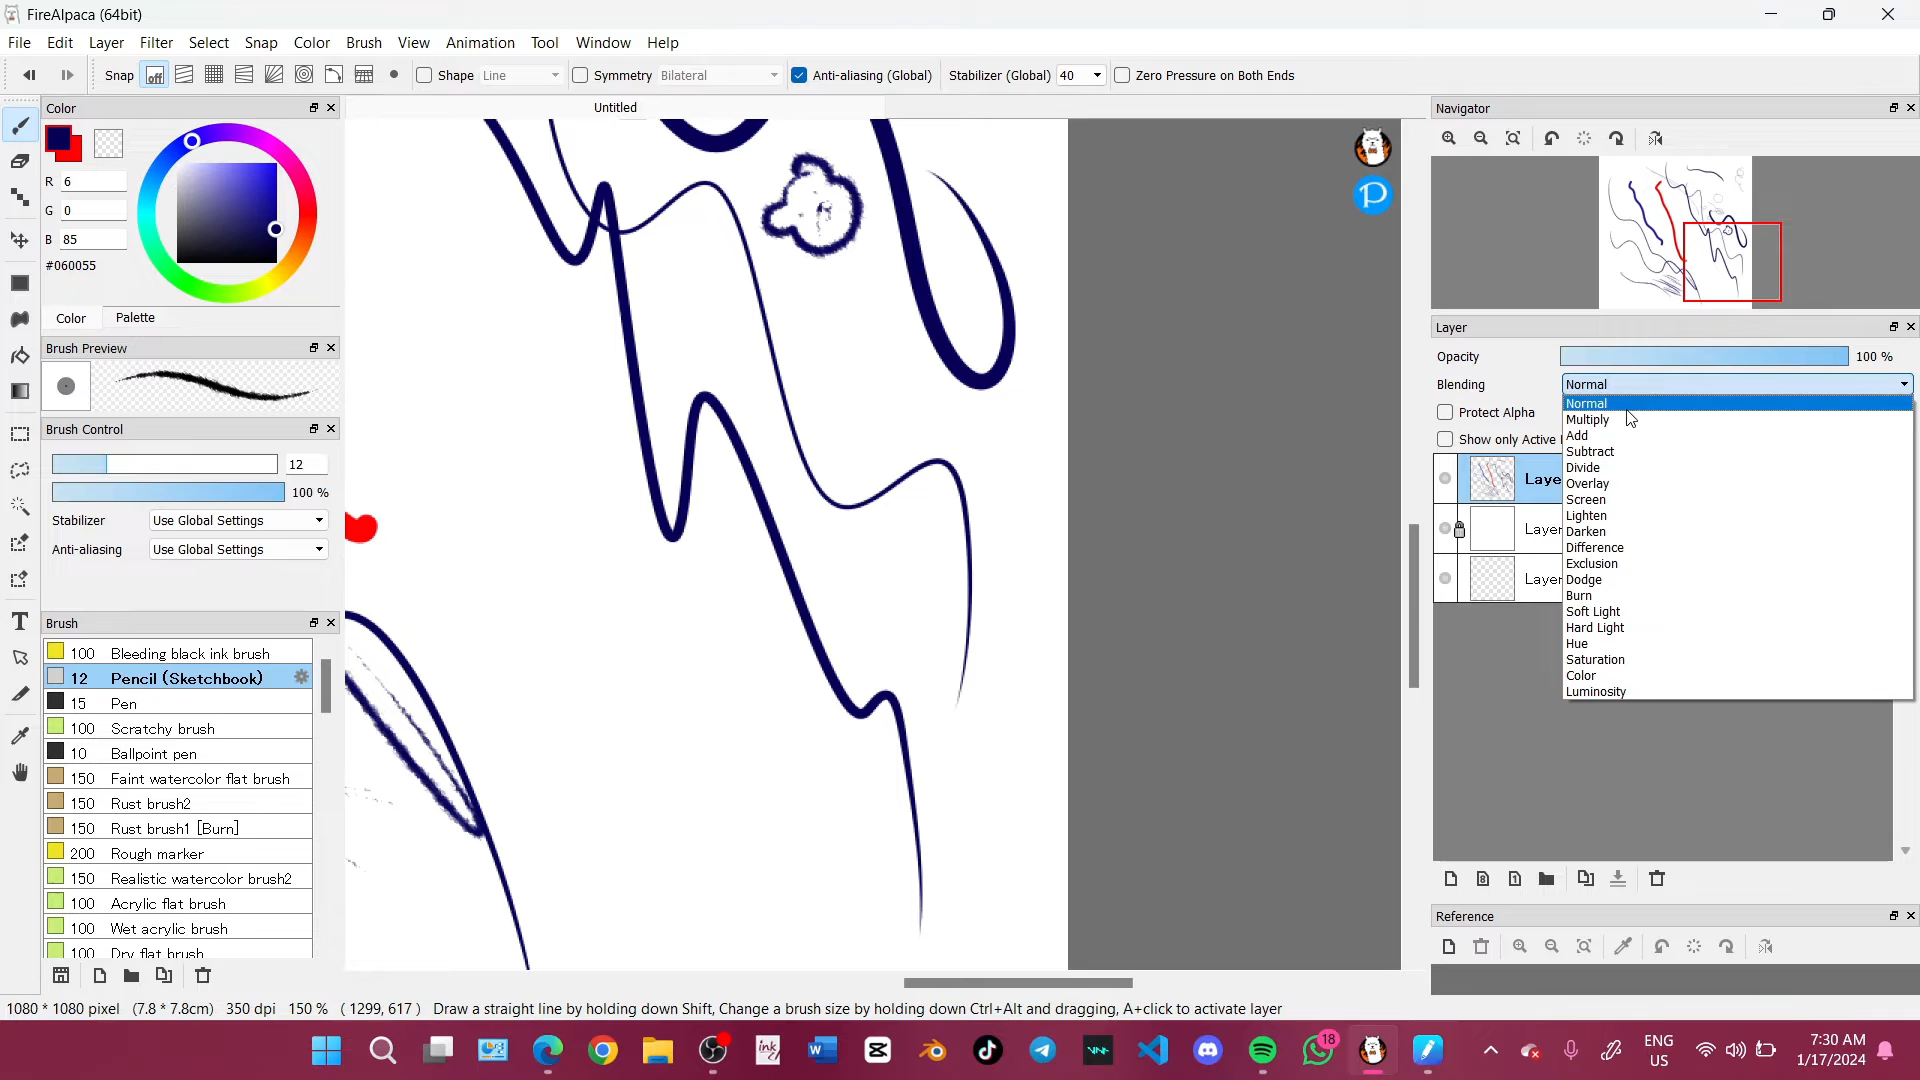 FireAlpaca (64bit)
File Edit Layer Filter Select Snap Color Brush View Animation Tool Window Help
Snap off Shape Line Symmetry Bilateral Anti-aliasing (Global) Stabilizer (Global) 40 Zero Pressure on Both Ends
Color
R 6
G 0
B 85
#060055
Color Palette
Brush Preview
Brush Control
12
100 %
Stabilizer Use Global Settings
Anti-aliasing Use Global Settings
Brush
100 Bleeding black ink brush
12 Pencil (Sketchbook)
15 Pen
100 Scratchy brush
10 Ballpoint pen
150 Faint watercolor flat brush
150 Rust brush2
150 Rust brush1 [Burn]
200 Rough marker
150 Realistic watercolor brush2
100 Acrylic flat brush
100 Wet acrylic brush
100 Dry flat brush
Untitled
Navigator
Layer
Opacity 100 %
Blending Normal
Protect Alpha
Show only Active
Normal
Multiply
Add
Subtract
Divide
Overlay
Screen
Lighten
Darken
Difference
Exclusion
Dodge
Burn
Soft Light
Hard Light
Hue
Saturation
Color
Luminosity
Laye
Layer
Layer
Reference
1080 * 1080 pixel (7.8 * 7.8cm) 350 dpi 150 % ( 1299, 617 ) Draw a straight line by holding down Shift, Change a brush size by holding down Ctrl+Alt and dragging, A+click to activate layer
18
ENG
US
7:30 AM
1/17/2024